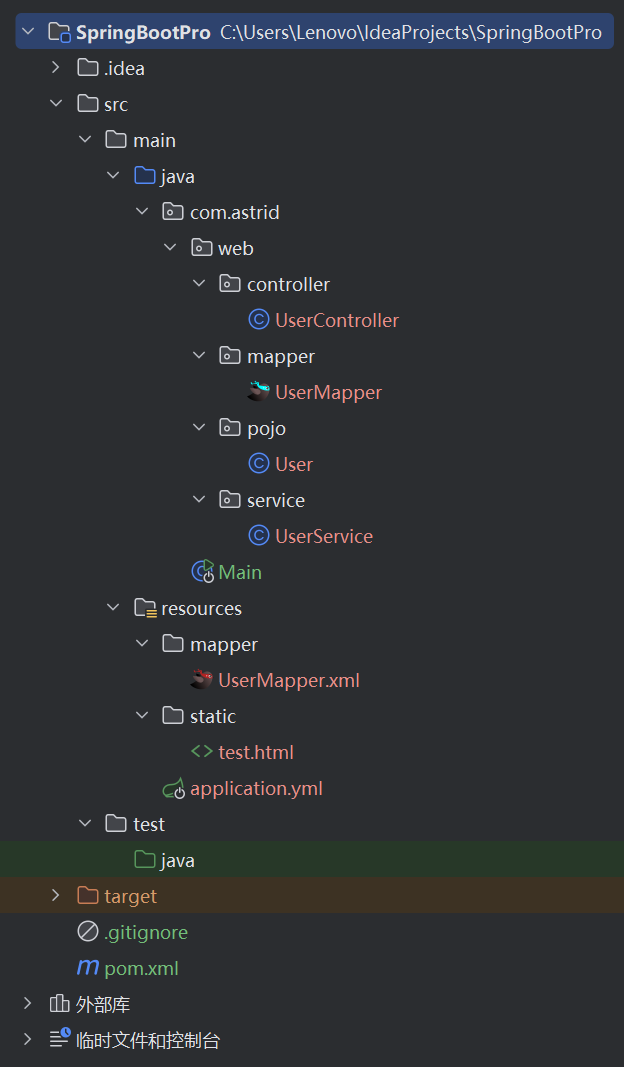 SpringBootPro C:\Users\Lenovo\IdeaProjects\SpringBootPro
.idea
src
main
java
com.astrid
web
controller
UserController
mapper
UserMapper
pojo
User
service
UserService
Main
resources
mapper
UserMapper.xml
static
test.html
application.yml
test
java
target
.gitignore
pom.xml
外部库
临时文件和控制台